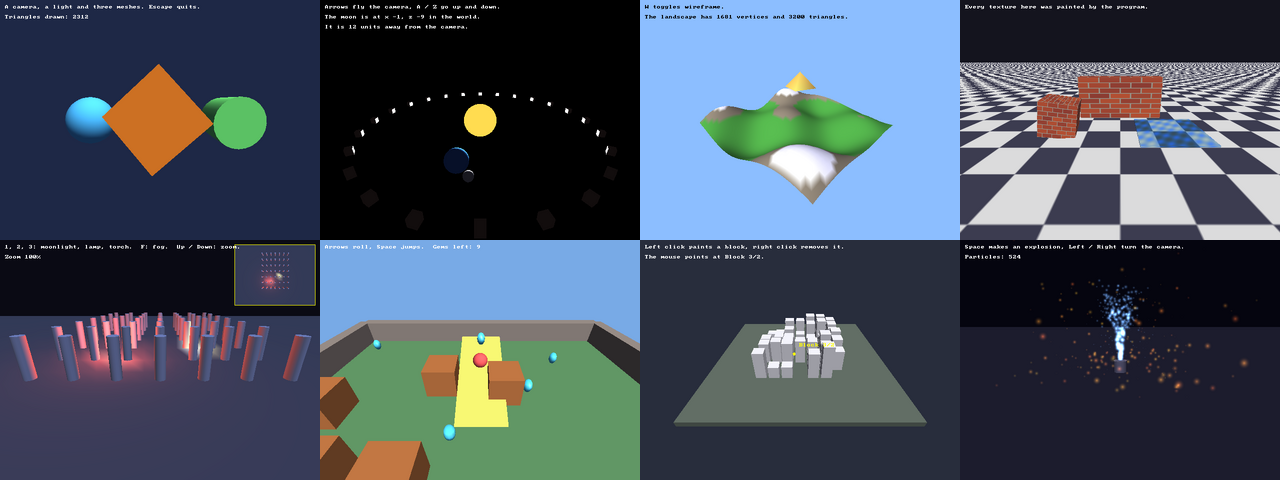 A camera, a light and three meshes. Escape quits.
Triangles drawn: 2312
Arrows fly the camera, A / Z go up and down.
The moon is at x -1, z -9 in the world.
It is 12 units away from the camera.
W toggles wireframe.
The landscape has 1681 vertices and 3200 triangles.
Every texture here was painted by the program.
1, 2, 3: moonlight, lamp, torch.  F: fog.  Up / Down: zoom.
Zoom 100%
Arrows roll, Space jumps.  Gems left: 9
Left click paints a block, right click removes it.
The mouse points at Block 3/2.
Block
Space makes an explosion, Left / Right turn the camera.
Particles: 524